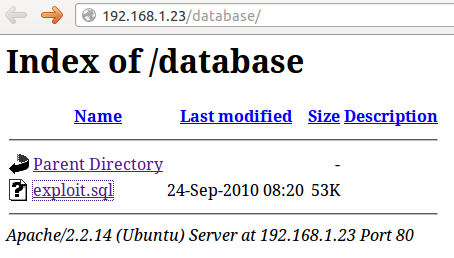 192.168.1.23/database/
Index of /database
Name Last modified Size Description
Parent Directory -
exploit.sql 24-Sep-2010 08:20 53K
Apache/2.2.14 (Ubuntu) Server at 192.168.1.23 Port 80